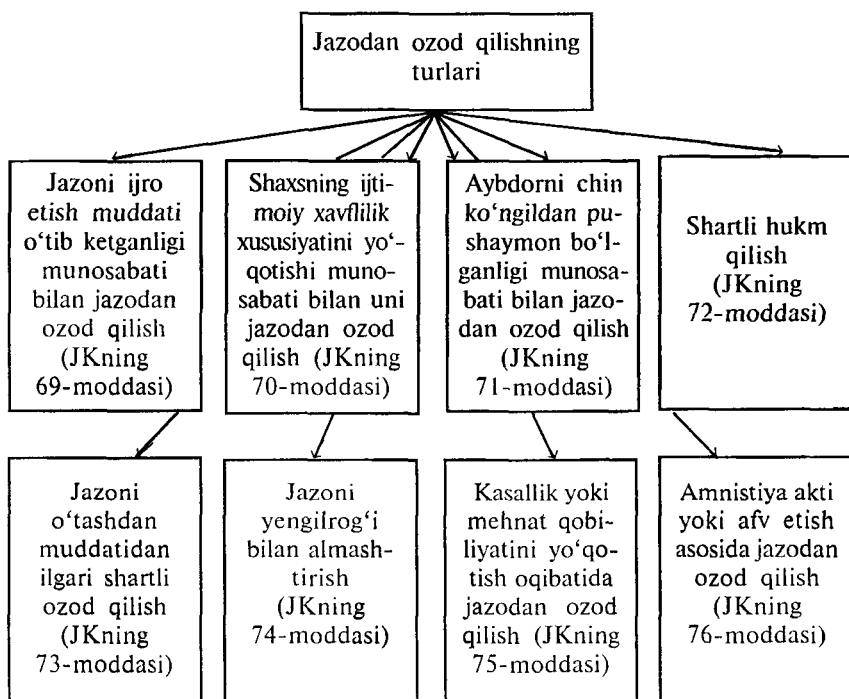 Jazodan ozod qilishning
turlari
Jazoni ijro
etish muddati
o‘tib ketganligi
munosabati
bilan jazodan
ozod qilish
(JKning
69-moddasi)
Shaxsning ijti-
moiy xavflilik
xususiyatini yo‘-
qotishi muno-
sabati bilan uni
jazodan ozod
qilish (JKning
70-moddasi)
Aybdorni chin
ko‘ngildan pu-
shaymon bo‘l-
ganligi munosa-
bati bilan jazo-
dan ozod qilish
(JKning
71-moddasi)
Shartli hukm
qilish
(JKning
72-moddasi)
Jazoni
o‘tashdan
muddatidan
ilgari shartli
ozod qilish
(JKning
73-moddasi)
Jazoni
yengilrog‘i
bilan almash-
tirish
(JKning
74-moddasi)
Kasallik yoki
mehnat qobi-
liyatini yo‘qo-
tish oqibatida
jazodan ozod
qilish (JKning
75-moddasi)
Amnistiya akti
yoki afv etish
asosida jazodan
ozod qilish
(JKning
76-moddasi)